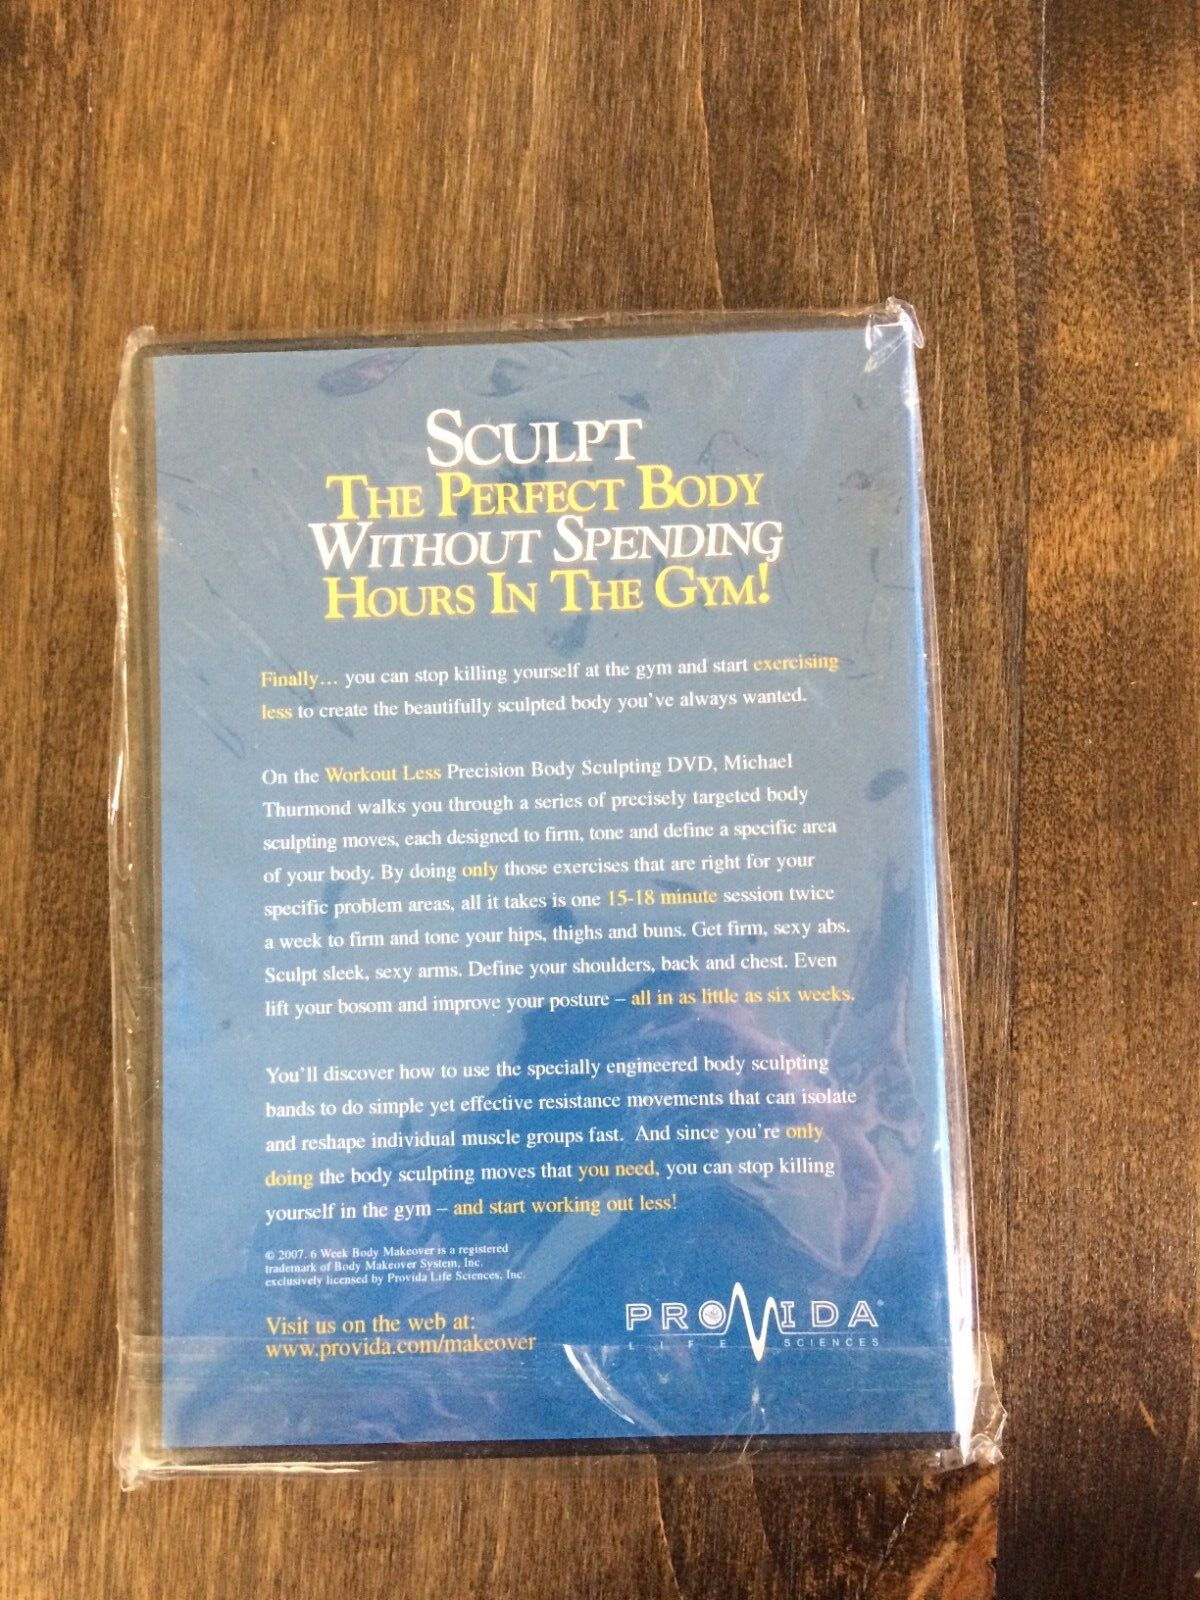 SCULPT
THE PERFECT BODY
WITHOUT SPENDING
HOURS IN THE GYM!
Finally... you can stop killing yourself at the gym and start exercising
less to create the beautifully sculpted body you've always wanted.
On the Workout Less Precision Body Sculpting DVD, Michael
Thurmond walks you through a series of precisely targeted body
sculpting moves, each designed to firm, tone and define a specific area
of your body. By doing only those exercises that are right for your
specific problem areas, all it takes is one 15-18 minute session twice
a week to firm and tone your hips, thighs and buns. Get firm, sexy abs.
Sculpt sleek, sexy arms. Define your shoulders, back and chest. Even
lift your bosom and improve your posture – all in as little as six weeks.
You'll discover how to use the specially engineered body sculpting
bands to do simple yet effective resistance movements that can isolate
and reshape individual muscle groups fast. And since you're only
doing the body sculpting moves that you need, you can stop killing
yourself in the gym – and start working out less!
© 2007. 6 Week Body Makeover is a registered
trademark of Body Makeover System, Inc.
exclusively licensed by Provida Life Sciences, Inc.
Visit us on the web at:
www.provida.com/makeover
PROVIDA®
LIFE SCIENCES